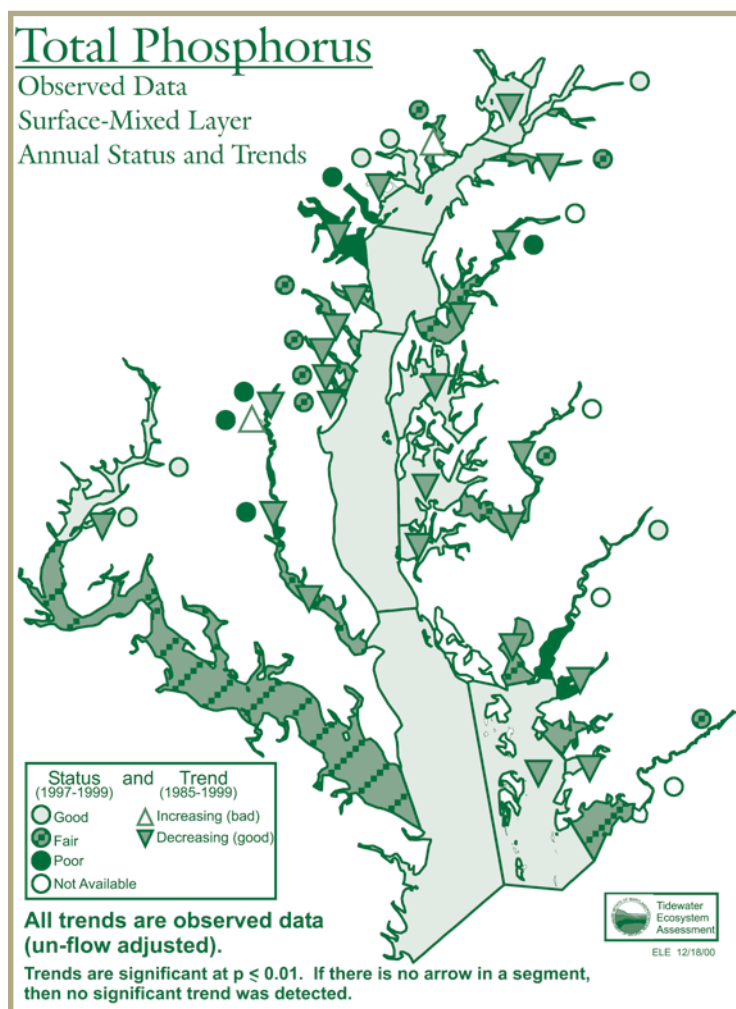 Total Phosphorus
Observed Data
Surface-Mixed Layer
Annual Status and Trends
Status and Trend
(1997-1999) (1985-1999)
Good
Fair
Poor
Not Available
Increasing (bad)
Decreasing (good)
All trends are observed data
(un-flow adjusted).
Trends are significant at p ≤ 0.01. If there is no arrow in a segment,
then no significant trend was detected.
Tidewater
Ecosystem
Assessment
ELE 12/18/00